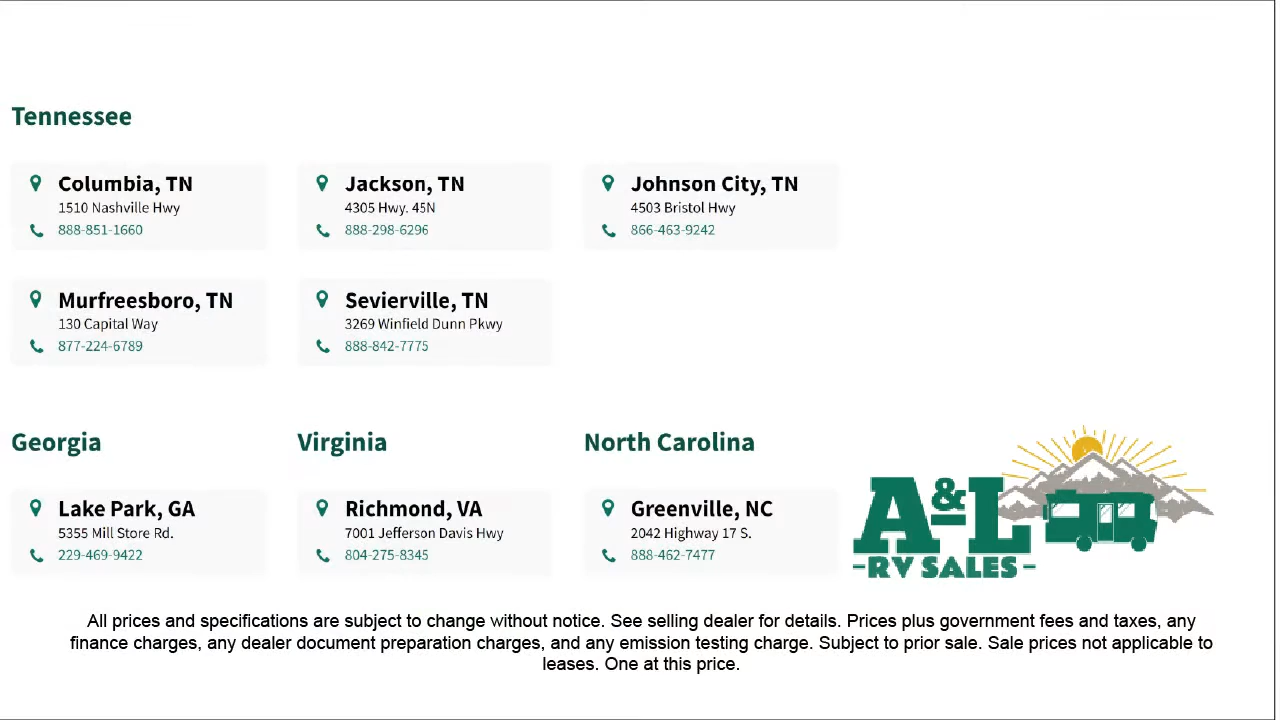 Tennessee
Columbia, TN
1510 Nashville Hwy
888-851-1660
Jackson, TN
4305 Hwy. 45N
888-298-6296
Johnson City, TN
4503 Bristol Hwy
866-463-9242
Murfreesboro, TN
130 Capital Way
877-224-6789
Sevierville, TN
3269 Winfield Dunn Pkwy
888-842-7775
Georgia
Lake Park, GA
5355 Mill Store Rd.
229-469-9422
Virginia
Richmond, VA
7001 Jefferson Davis Hwy
804-275-8345
North Carolina
Greenville, NC
2042 Highway 17 S.
888-462-7477
A&L
-RV SALES-
All prices and specifications are subject to change without notice. See selling dealer for details. Prices plus government fees and taxes, any
finance charges, any dealer document preparation charges, and any emission testing charge. Subject to prior sale. Sale prices not applicable to
leases. One at this price.